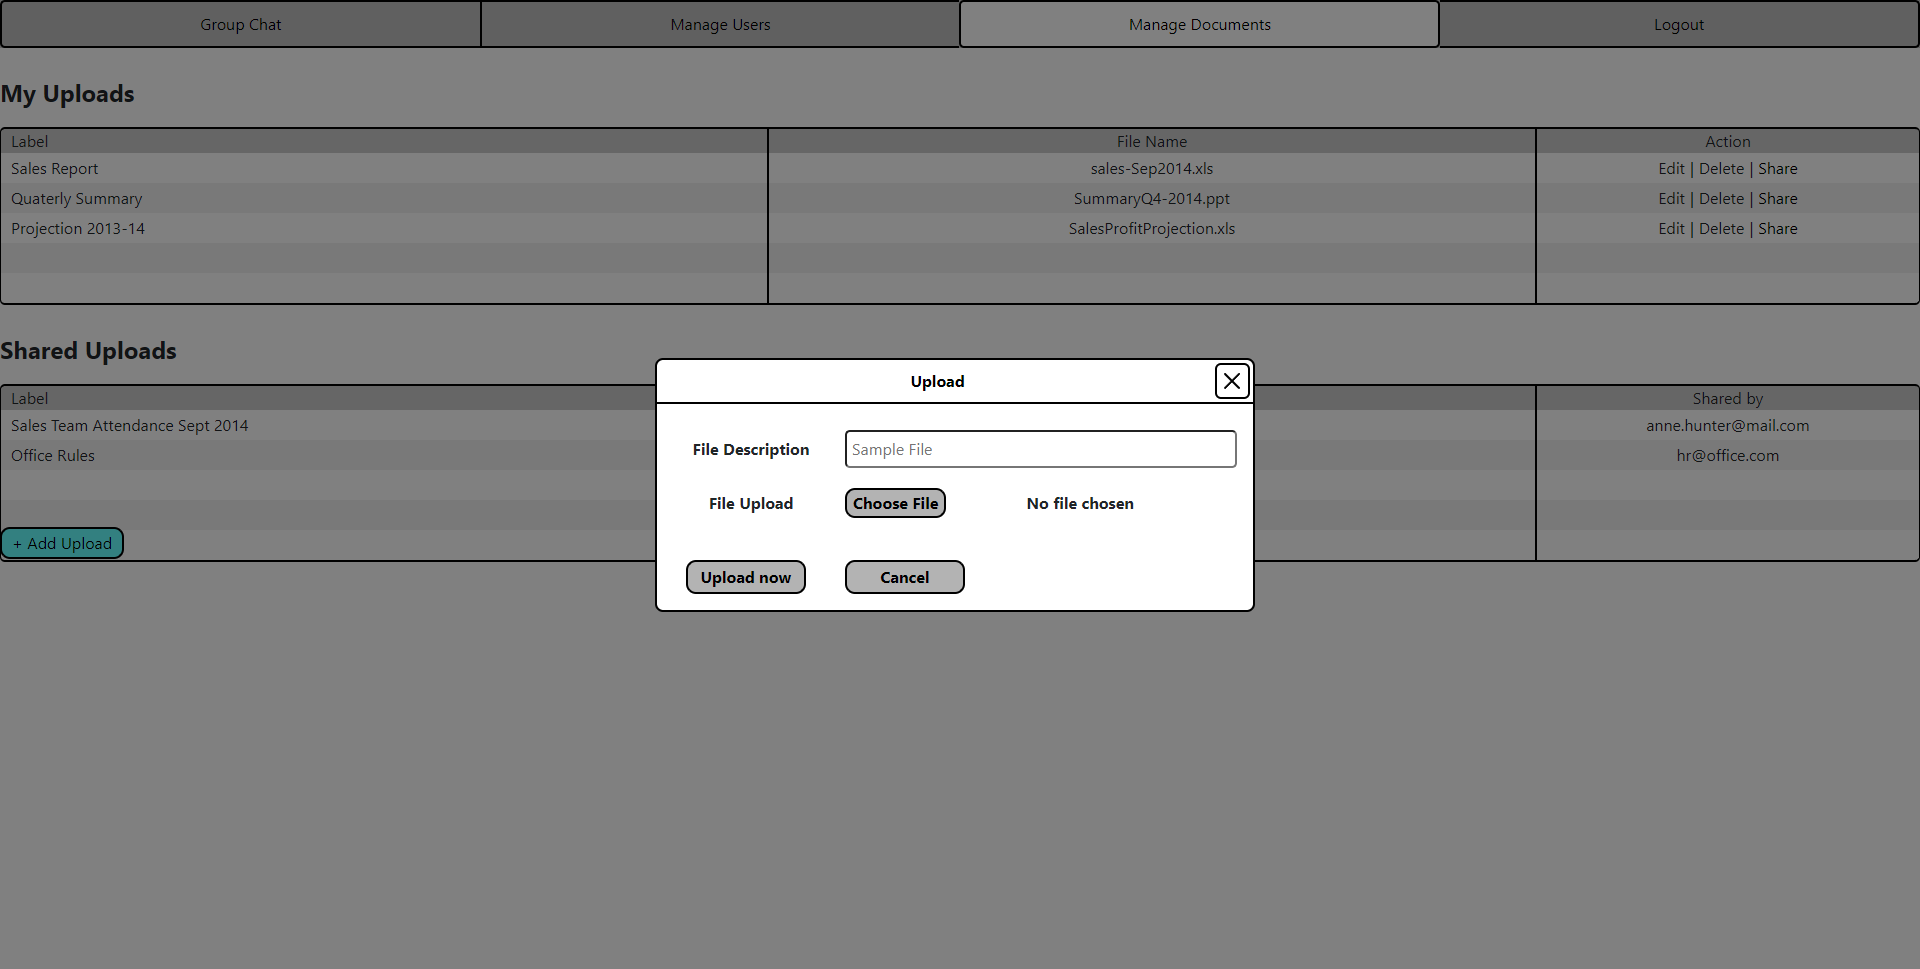 Group Chat Manage Users Manage Documents Logout
My Uploads
Label File Name Action
Sales Report sales-Sep2014.xls Edit | Delete | Share
Quaterly Summary SummaryQ4-2014.ppt Edit | Delete | Share
Projection 2013-14 SalesProfitProjection.xls Edit | Delete | Share
Shared Uploads
Label Shared by
Sales Team Attendance Sept 2014 anne.hunter@mail.com
Office Rules hr@office.com
+ Add Upload
Upload
File Description Sample File
File Upload Choose File No file chosen
Upload now Cancel